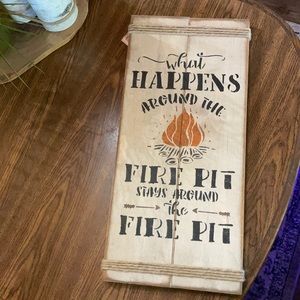 what
HAPPENS
AROUND THE
FIRE PIT
STAYS AROUND
the
FIRE PIT